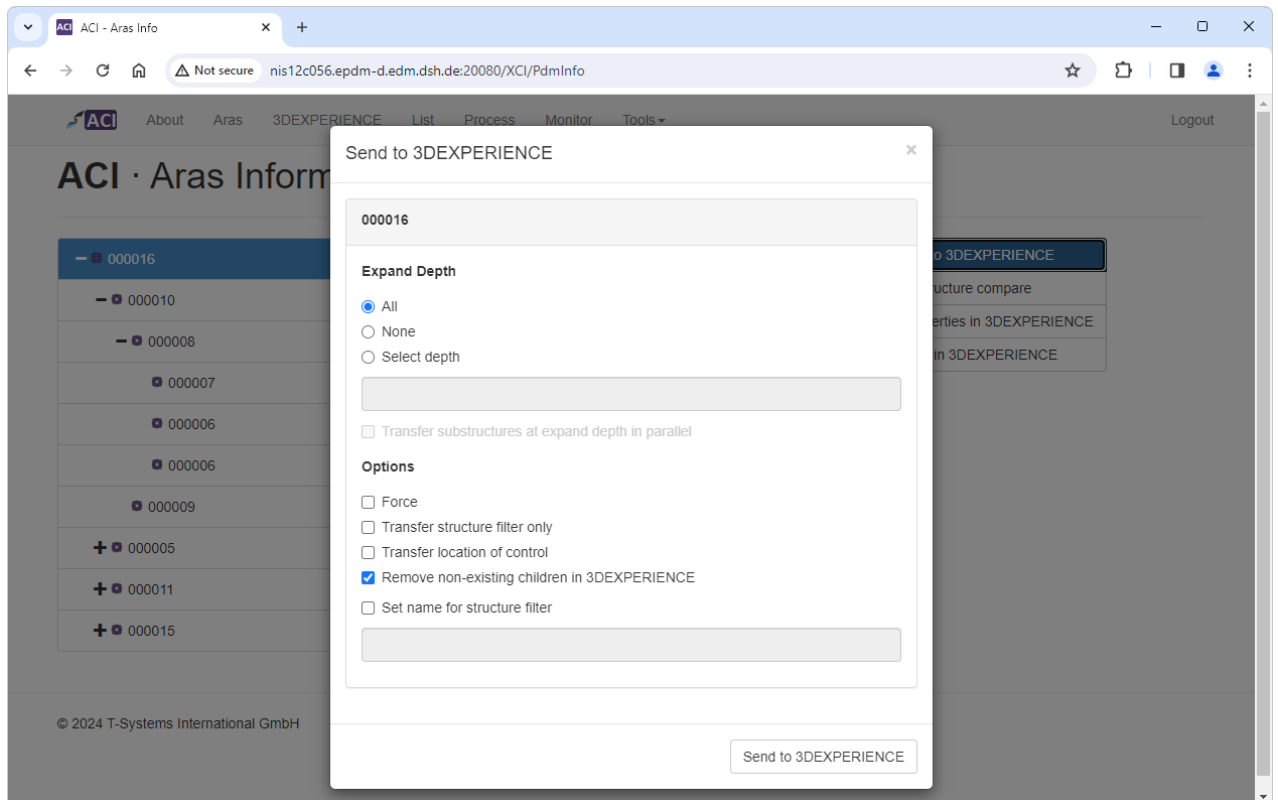 ACI ACI - Aras Info
Not secure nis12c056.epdm-d.edm.dsh.de:20080/XCI/PdmInfo
ACI About Aras 3DEXPERIENCE List Process Monitor Tools Logout
ACI · Aras Inform
000016
000010
000008
000007
000006
000006
000009
000005
000011
000015
Send to 3DEXPERIENCE
000016
Expand Depth
All
None
Select depth
Transfer substructures at expand depth in parallel
Options
Force
Transfer structure filter only
Transfer location of control
Remove non-existing children in 3DEXPERIENCE
Set name for structure filter
Send to 3DEXPERIENCE
o 3DEXPERIENCE
ructure compare
erties in 3DEXPERIENCE
in 3DEXPERIENCE
© 2024 T-Systems International GmbH